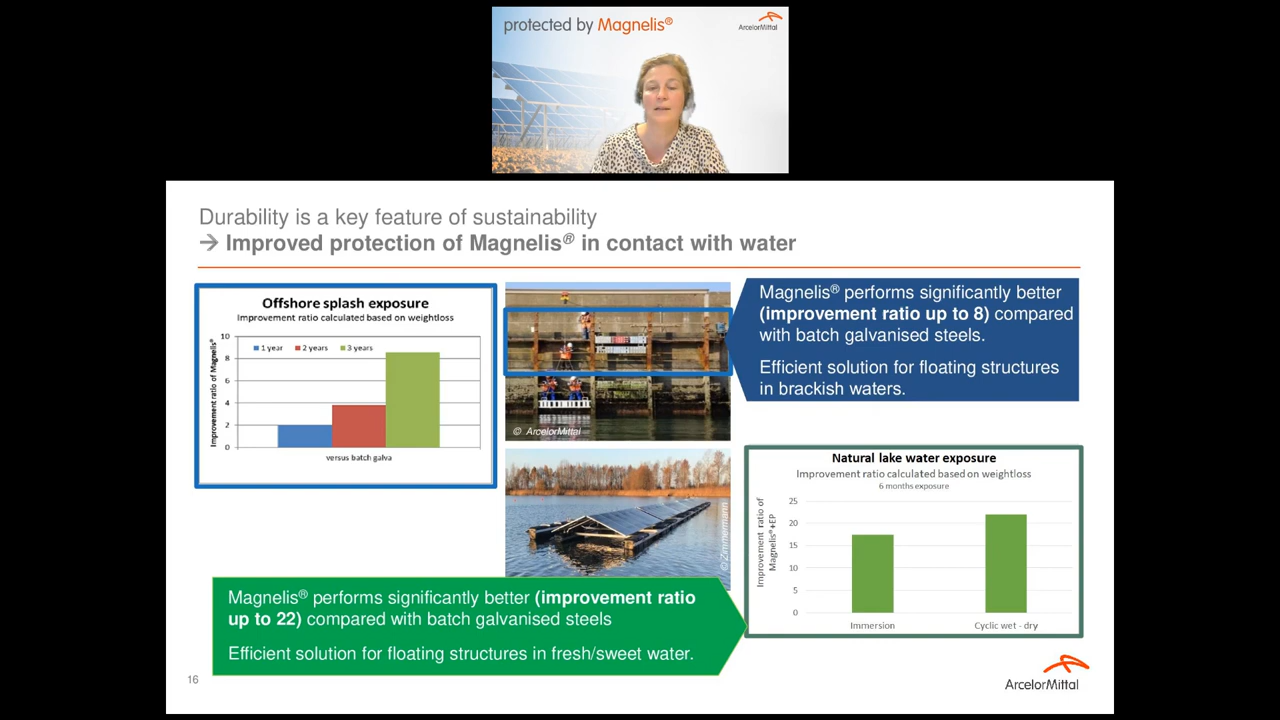 protected by Magnelis®
ArcelorMittal
Durability is a key feature of sustainability
→ Improved protection of Magnelis® in contact with water
Offshore splash exposure
Improvement ratio calculated based on weightloss
Improvement ratio of Magnelis®
10
8
6
4
2
0
1 year
2 years
3 years
versus batch galva
© ArcelorMittal
Magnelis® performs significantly better
(improvement ratio up to 8) compared
with batch galvanised steels.
Efficient solution for floating structures
in brackish waters.
© Zimmermann
Natural lake water exposure
Improvement ratio calculated based on weightloss
6 months exposure
Improvement ratio of
Magnelis®+EP
25
20
15
10
5
0
Immersion
Cyclic wet - dry
Magnelis® performs significantly better (improvement ratio
up to 22) compared with batch galvanised steels
Efficient solution for floating structures in fresh/sweet water.
16
ArcelorMittal